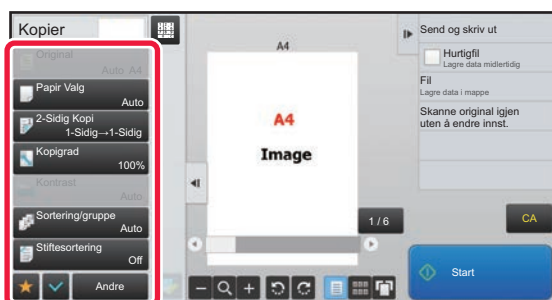 Kopier
Original
Auto A4
Papir Valg
Auto
2-Sidig Kopi
1-Sidig→1-Sidig
Kopigrad
100%
Kontrast
Auto
Sortering/gruppe
Auto
Stiftesortering
Off
Andre
A4
A4
Image
1 / 6
Send og skriv ut
Hurtigfil
Lagre data midlertidig
Fil
Lagre data i mappe
Skanne original igjen
uten å endre innst.
CA
Start